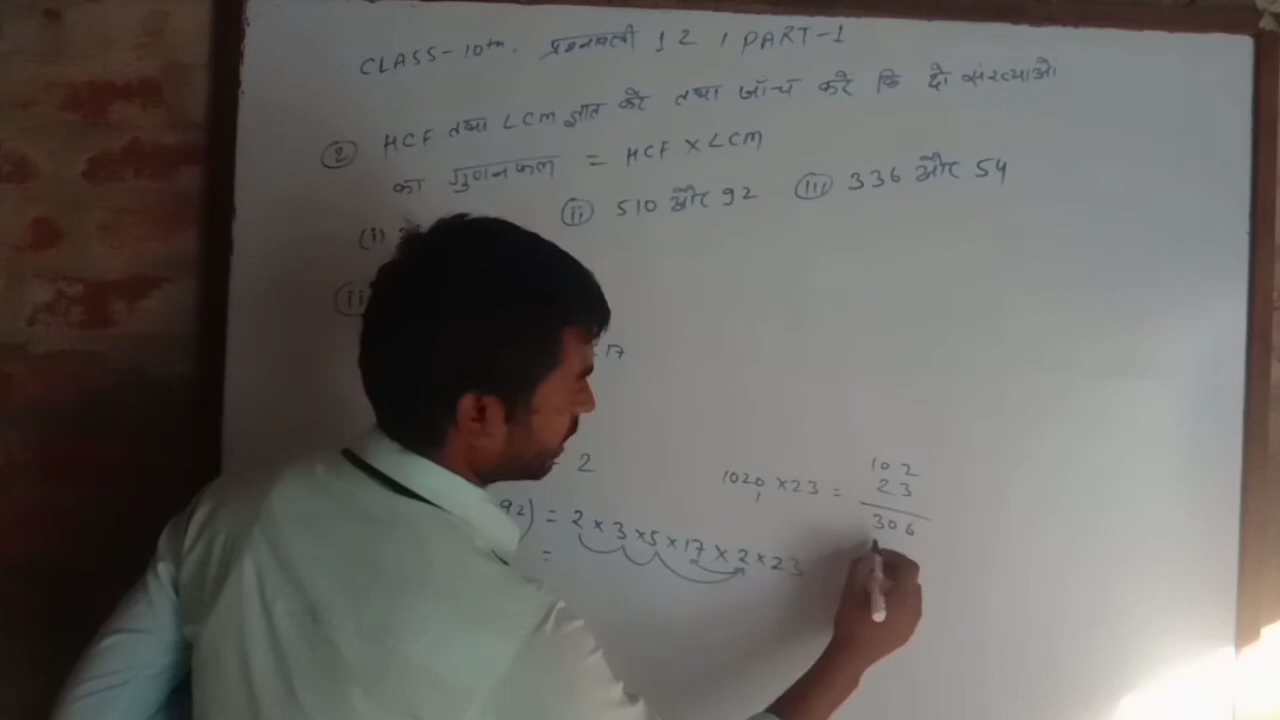 CLASS-10th, प्रश्नावली 1 2 , PART-1
② HCF तथा LCM ज्ञात करे तथा जाँच करे कि दो संख्याओ
का गुणनफल = HCF × LCM
(i)
(ii) 510 और 92
(iii) 336 और 54
(ii)
17
2
92) = 2 × 3 × 5 × 17 × 2 × 23
=
1020 × 23 =
102
23
306